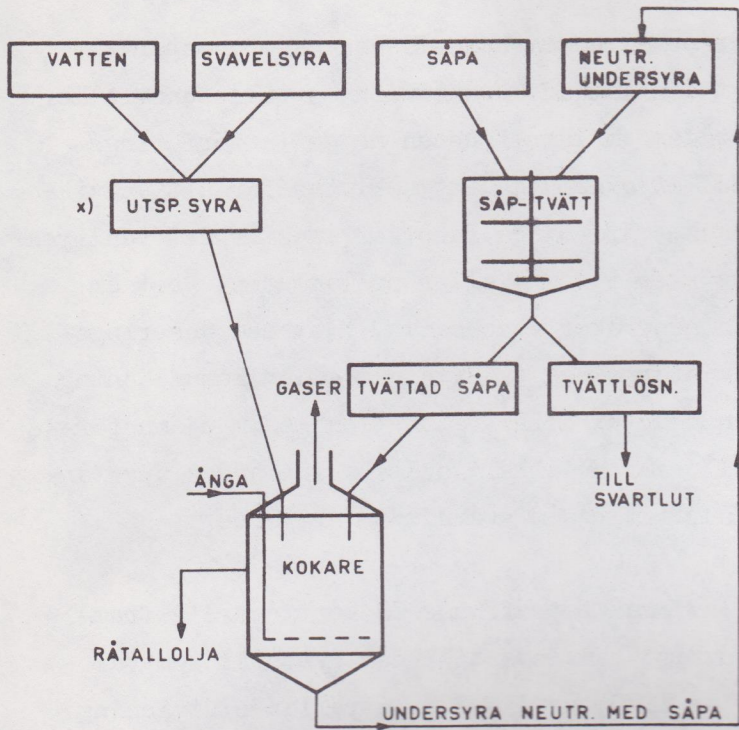 VATTEN
SVAVELSYRA
SÅPA
NEUTR.
UNDERSYRA
x)
UTSP. SYRA
SÅP-TVÄTT
GASER
TVÄTTAD SÅPA
TVÄTTLÖSN.
ÅNGA
TILL
SVARTLUT
KOKARE
RÅTALLOLJA
UNDERSYRA NEUTR. MED SÅPA